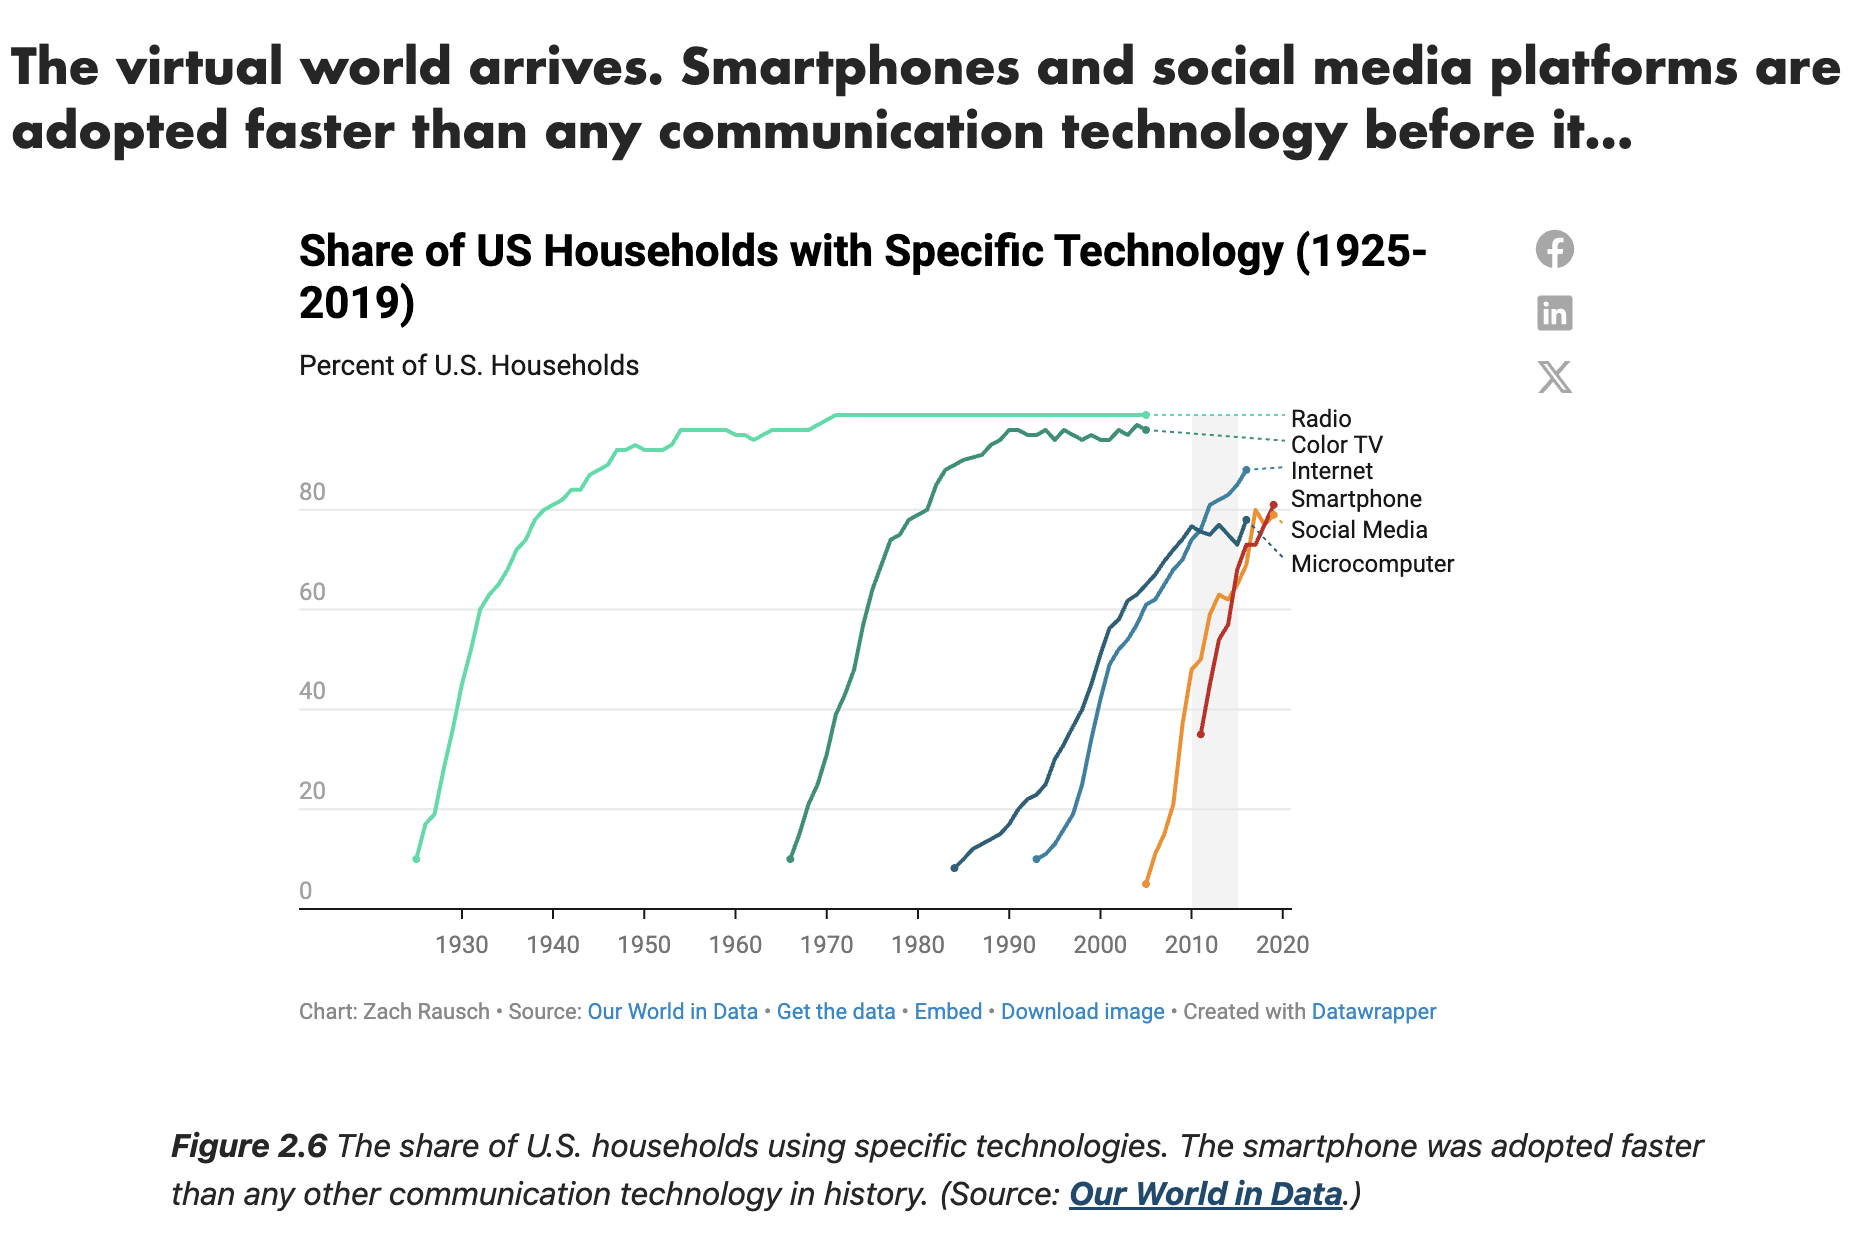 The virtual world arrives. Smartphones and social media platforms are
adopted faster than any communication technology before it...
Share of US Households with Specific Technology (1925-
2019)
Percent of U.S. Households
Radio
Color TV
Internet
Smartphone
Social Media
Microcomputer
80
60
40
20
0
1930 1940 1950 1960 1970 1980 1990 2000 2010 2020
Chart: Zach Rausch • Source: Our World in Data • Get the data • Embed • Download image • Created with Datawrapper
Figure 2.6 The share of U.S. households using specific technologies. The smartphone was adopted faster
than any other communication technology in history. (Source: Our World in Data.)